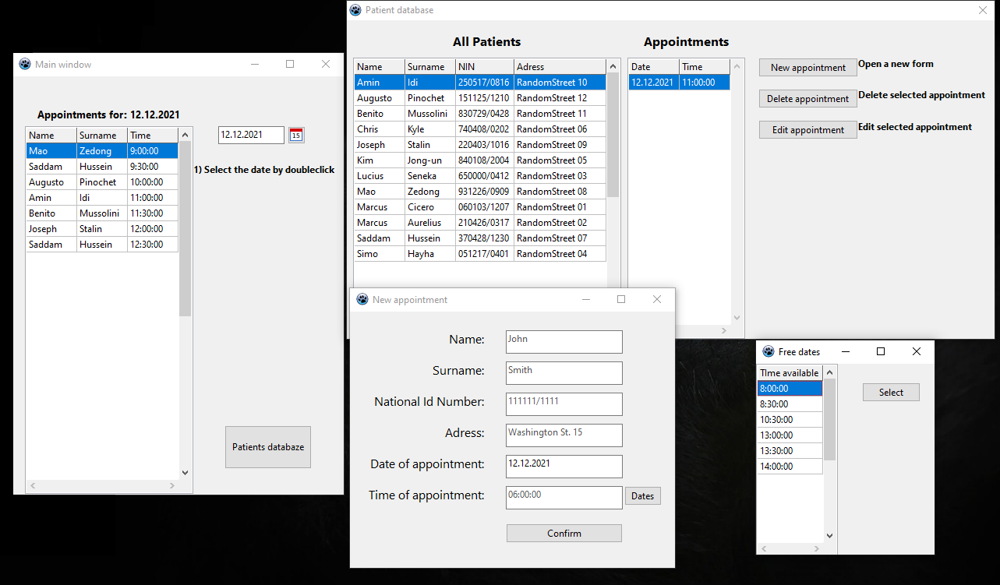 Main window
Appointments for: 12.12.2021
Name Surname Time
Mao Zedong 9:00:00
Saddam Hussein 9:30:00
Augusto Pinochet 10:00:00
Amin Idi 11:00:00
Benito Mussolini 11:30:00
Joseph Stalin 12:00:00
Saddam Hussein 12:30:00
12.12.2021
15
1) Select the date by doubleclick
Patients databaze
Patient database
All Patients
Name Surname NIN Adress
Amin Idi 250517/0816 RandomStreet 10
Augusto Pinochet 151125/1210 RandomStreet 12
Benito Mussolini 830729/0428 RandomStreet 11
Chris Kyle 740408/0202 RandomStreet 06
Joseph Stalin 220403/1016 RandomStreet 09
Kim Jong-un 840108/2004 RandomStreet 05
Lucius Seneka 650000/0412 RandomStreet 03
Mao Zedong 931226/0909 RandomStreet 08
Marcus Cicero 060103/1207 RandomStreet 01
Marcus Aurelius 210426/0317 RandomStreet 02
Saddam Hussein 370428/1230 RandomStreet 07
Simo Hayha 051217/0401 RandomStreet 04
Appointments
Date Time
12.12.2021 11:00:00
New appointment Open a new form
Delete appointment Delete selected appointment
Edit appointment Edit selected appointment
New appointment
Name: John
Surname: Smith
National Id Number: 111111/1111
Adress: Washington St. 15
Date of appointment: 12.12.2021
Time of appointment: 06:00:00 Dates
Confirm
Free dates
TIme available
8:00:00
8:30:00
10:30:00
13:00:00
13:30:00
14:00:00
Select